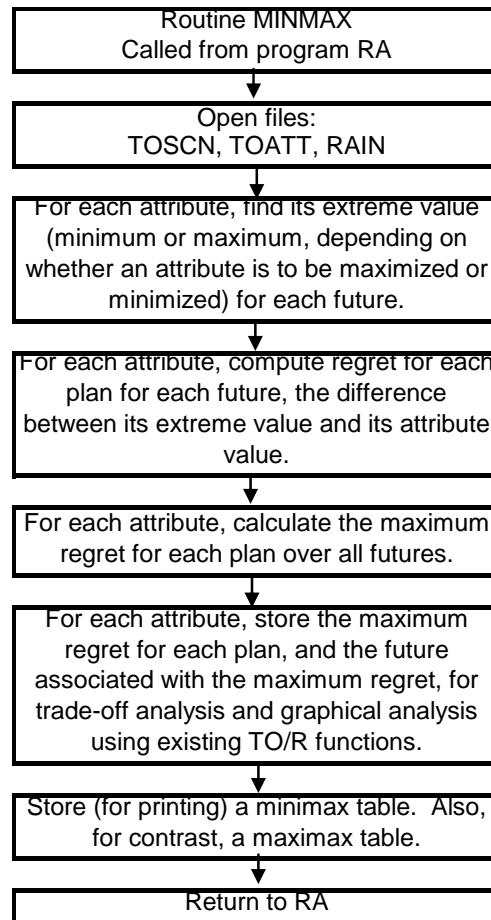 Routine MINMAX
Called from program RA
Open files:
TOSCN, TOATT, RAIN
For each attribute, find its extreme value
(minimum or maximum, depending on
whether an attribute is to be maximized or
minimized) for each future.
For each attribute, compute regret for each
plan for each future, the difference
between its extreme value and its attribute
value.
For each attribute, calculate the maximum
regret for each plan over all futures.
For each attribute, store the maximum
regret for each plan, and the future
associated with the maximum regret, for
trade-off analysis and graphical analysis
using existing TO/R functions.
Store (for printing) a minimax table.  Also,
for contrast, a maximax table.
Return to RA